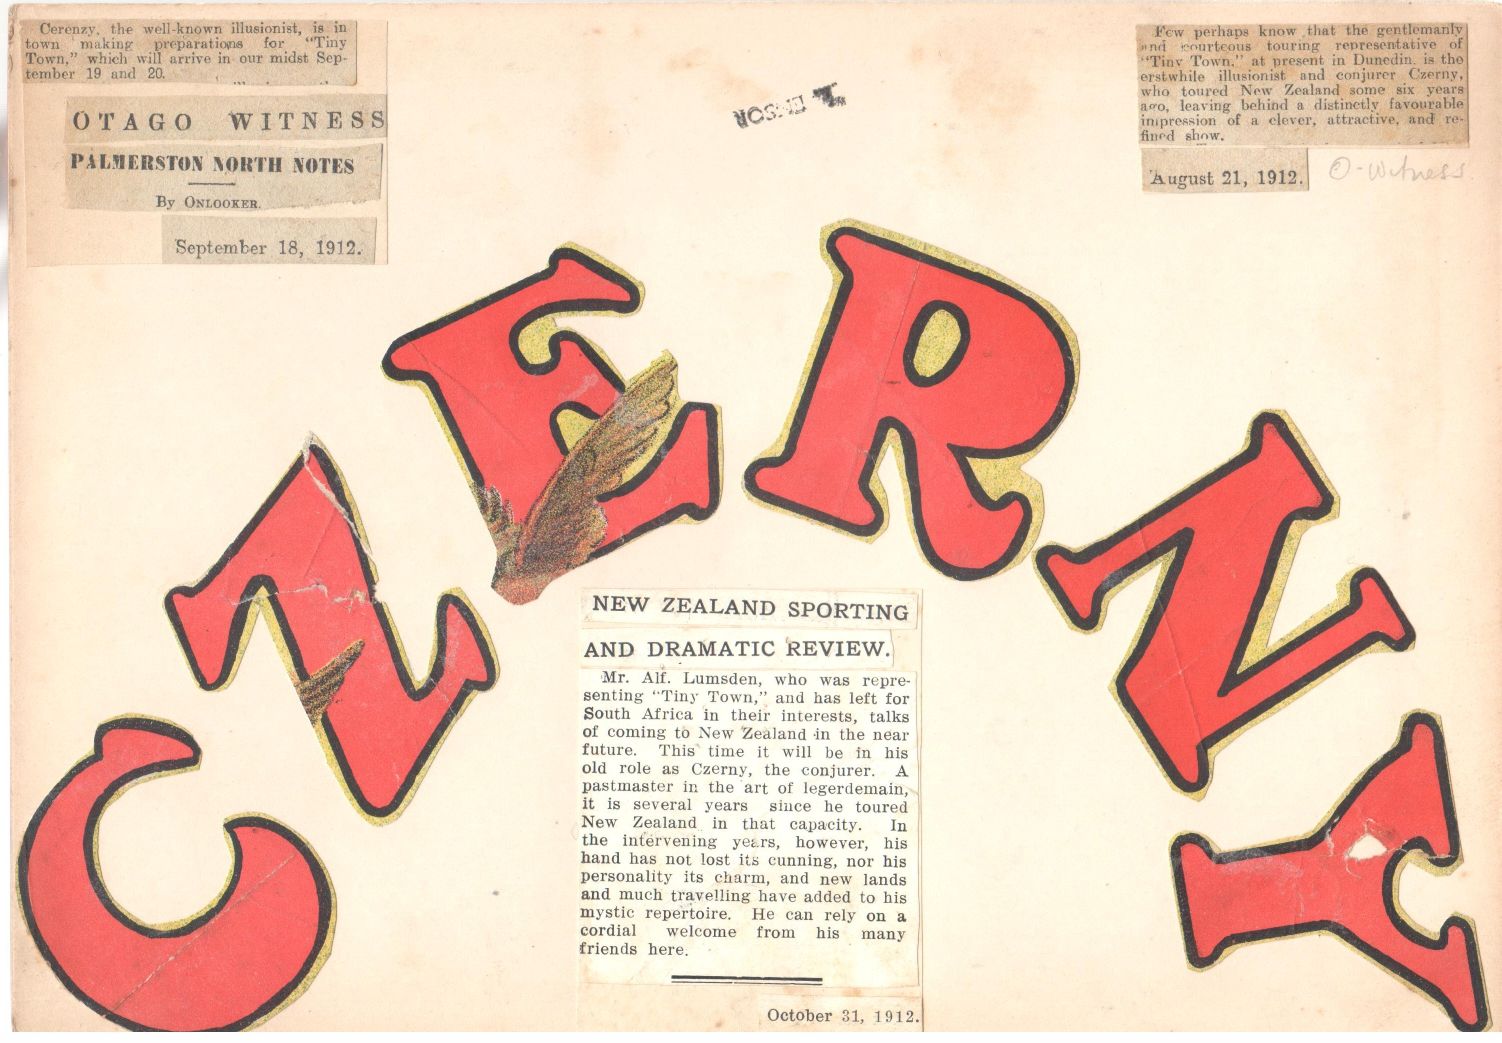 Cerenzy, the well-known illusionist, is in
town making preparations for "Tiny
Town," which will arrive in our midst Sep-
tember 19 and 20.
OTAGO WITNESS
PALMERSTON NORTH NOTES
By ONLOOKER.
September 18, 1912.
T. ENSOR
Few perhaps know that the gentlemanly
and courteous touring representative of
"Tiny Town," at present in Dunedin, is the
erstwhile illusionist and conjurer Czerny,
who toured New Zealand some six years
ago, leaving behind a distinctly favourable
impression of a clever, attractive, and re-
fined show.
August 21, 1912.
O-Witness.
CZERNY
NEW ZEALAND SPORTING
AND DRAMATIC REVIEW.
Mr. Alf. Lumsden, who was repre-
senting "Tiny Town," and has left for
South Africa in their interests, talks
of coming to New Zealand in the near
future. This time it will be in his
old role as Czerny, the conjurer. A
pastmaster in the art of legerdemain,
it is several years since he toured
New Zealand in that capacity. In
the intervening years, however, his
hand has not lost its cunning, nor his
personality its charm, and new lands
and much travelling have added to his
mystic repertoire. He can rely on a
cordial welcome from his many
friends here.
October 31, 1912.